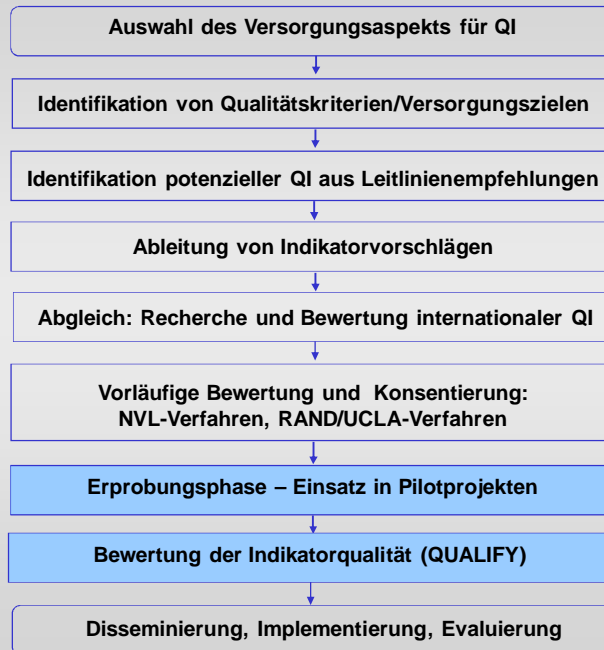 Auswahl des Versorgungsaspekts für QI
Identifikation von Qualitätskriterien/Versorgungszielen
Identifikation potenzieller QI aus Leitlinienempfehlungen
Ableitung von Indikatorvorschlägen
Abgleich: Recherche und Bewertung internationaler QI
Vorläufige Bewertung und Konsentierung:
NVL-Verfahren, RAND/UCLA-Verfahren
Erprobungsphase – Einsatz in Pilotprojekten
Bewertung der Indikatorqualität (QUALIFY)
Disseminierung, Implementierung, Evaluierung